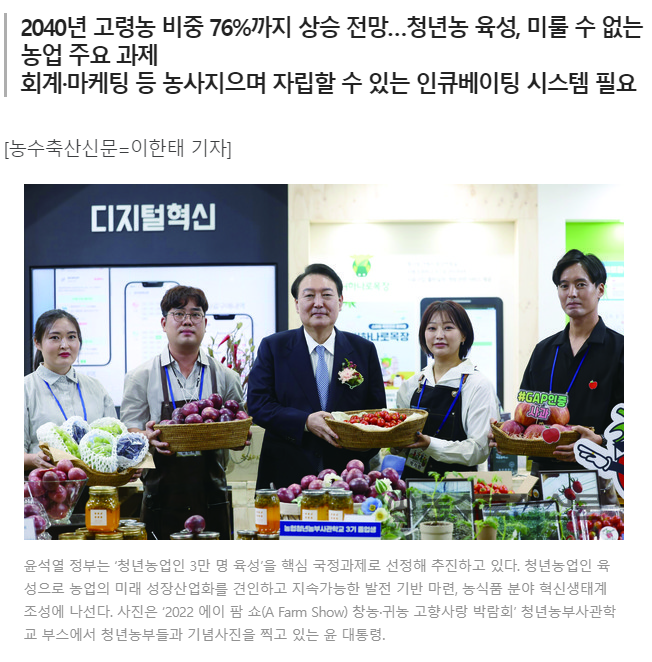 2040년 고령농 비중 76%까지 상승 전망…청년농 육성, 미룰 수 없는
농업 주요 과제
회계·마케팅 등 농사지으며 자립할 수 있는 인큐베이팅 시스템 필요
[농수축산신문=이한태 기자]
디지털혁신
하나로목장
하나로목장
#GAP인증
사과
농협청년농부사관학교 3기 졸업생
윤석열 정부는 '청년농업인 3만 명 육성'을 핵심 국정과제로 선정해 추진하고 있다. 청년농업인 육
성으로 농업의 미래 성장산업화를 견인하고 지속가능한 발전 기반 마련, 농식품 분야 혁신생태계
조성에 나선다. 사진은 '2022 에이 팜 쇼(A Farm Show) 창농·귀농 고향사랑 박람회' 청년농부사관학
교 부스에서 청년농부들과 기념사진을 찍고 있는 윤 대통령.